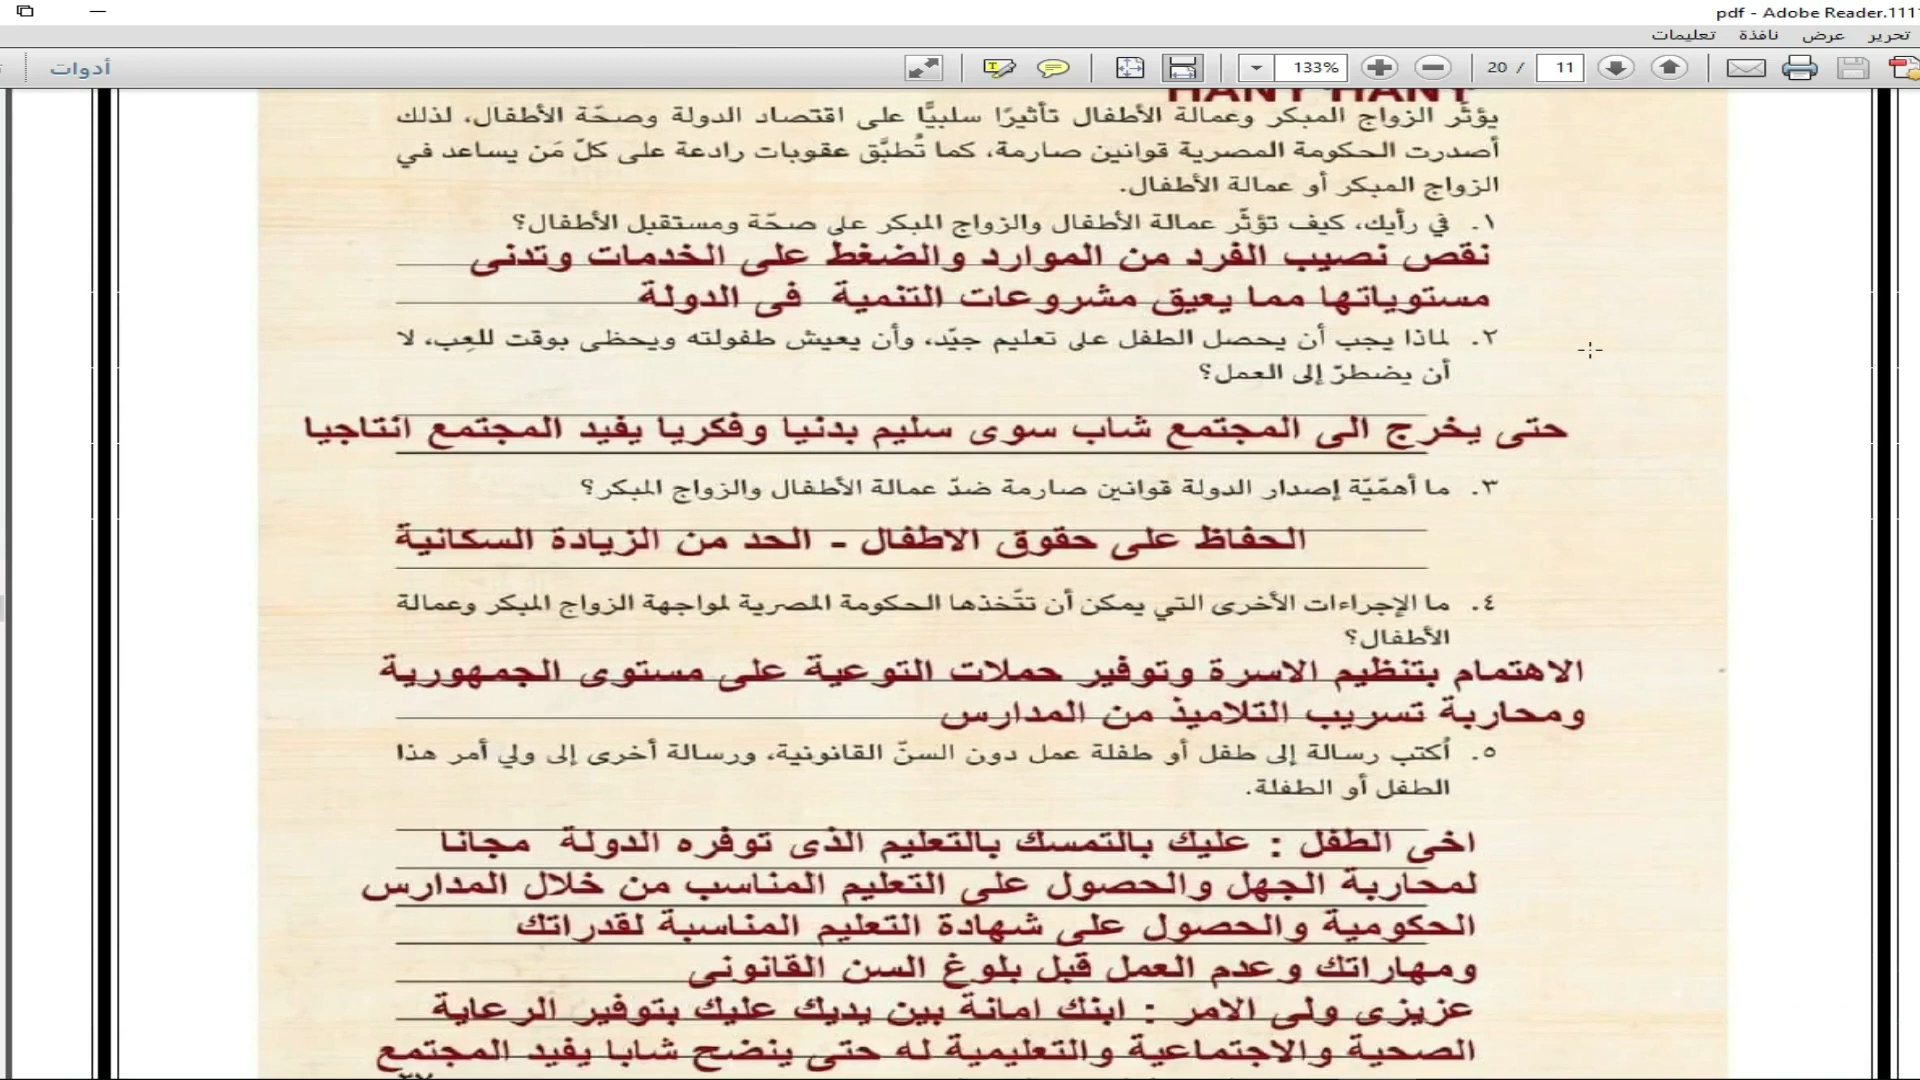 pdf - Adobe Reader.1111
تحرير عرض نافذة تعليمات
20 / 11 133% أدوات
HANY HANY
يؤثّر الزواج المبكر وعمالة الأطفال تأثيرًا سلبيًّا على اقتصاد الدولة وصحّة الأطفال، لذلك
أصدرت الحكومة المصرية قوانين صارمة، كما تُطبَّق عقوبات رادعة على كلّ مَن يساعد في
الزواج المبكر أو عمالة الأطفال.
١. في رأيك، كيف تؤثّر عمالة الأطفال والزواج المبكر على صحّة ومستقبل الأطفال؟
نقص نصيب الفرد من الموارد والضغط على الخدمات وتدنى
مستوياتها مما يعيق مشروعات التنمية فى الدولة
٢. لماذا يجب أن يحصل الطفل على تعليم جيّد، وأن يعيش طفولته ويحظى بوقت للعِب، لا
أن يضطرّ إلى العمل؟
حتى يخرج الى المجتمع شاب سوى سليم بدنيا وفكريا يفيد المجتمع انتاجيا
٣. ما أهمّيّة إصدار الدولة قوانين صارمة ضدّ عمالة الأطفال والزواج المبكر؟
الحفاظ على حقوق الاطفال - الحد من الزيادة السكانية
٤. ما الإجراءات الأخرى التي يمكن أن تتّخذها الحكومة المصرية لمواجهة الزواج المبكر وعمالة
الأطفال؟
الاهتمام بتنظيم الاسرة وتوفير حملات التوعية على مستوى الجمهورية
ومحاربة تسريب التلاميذ من المدارس
٥. اُكتب رسالة إلى طفل أو طفلة عمل دون السنّ القانونية، ورسالة أخرى إلى ولي أمر هذا
الطفل أو الطفلة.
اخى الطفل : عليك بالتمسك بالتعليم الذى توفره الدولة مجانا
لمحاربة الجهل والحصول على التعليم المناسب من خلال المدارس
الحكومية والحصول على شهادة التعليم المناسبة لقدراتك
ومهاراتك وعدم العمل قبل بلوغ السن القانونى
عزيزى ولى الامر : ابنك امانة بين يديك عليك بتوفير الرعاية
الصحية والاجتماعية والتعليمية له حتى ينضج شابا يفيد المجتمع